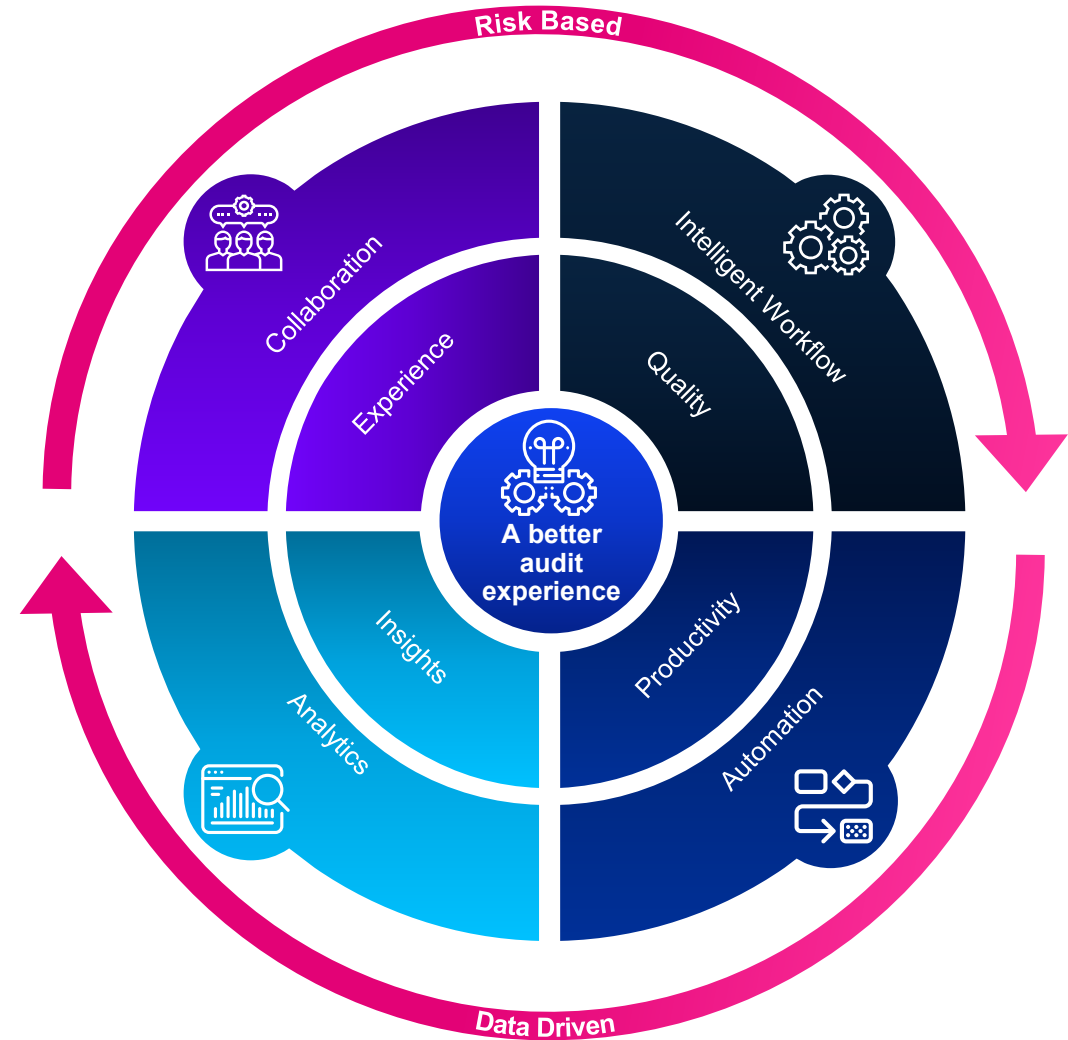 Risk Based
Collaboration
Intelligent Workflow
Experience
Quality
A better
audit
experience
Insights
Productivity
Analytics
Automation
Data Driven